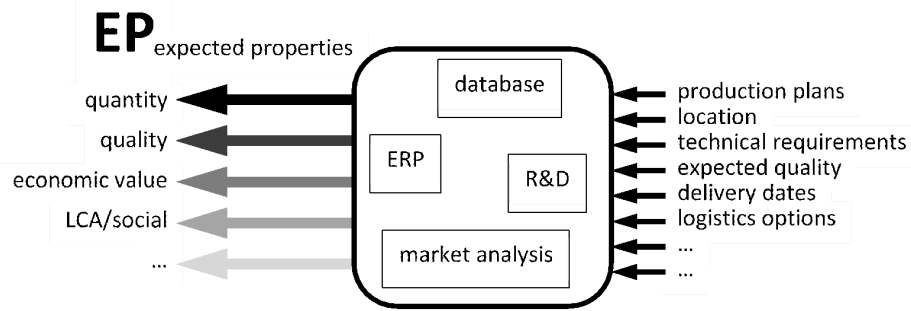 EP expected properties
quantity
quality
economic value
LCA/social
...
database
ERP
R&D
market analysis
production plans
location
technical requirements
expected quality
delivery dates
logistics options
...
...